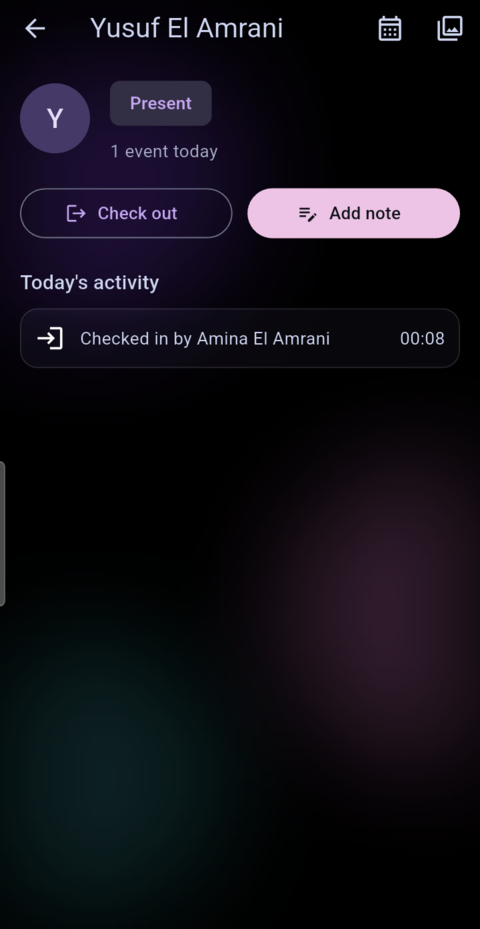 Yusuf El Amrani
Y
Present
1 event today
Check out
Add note
Today's activity
Checked in by Amina El Amrani 00:08